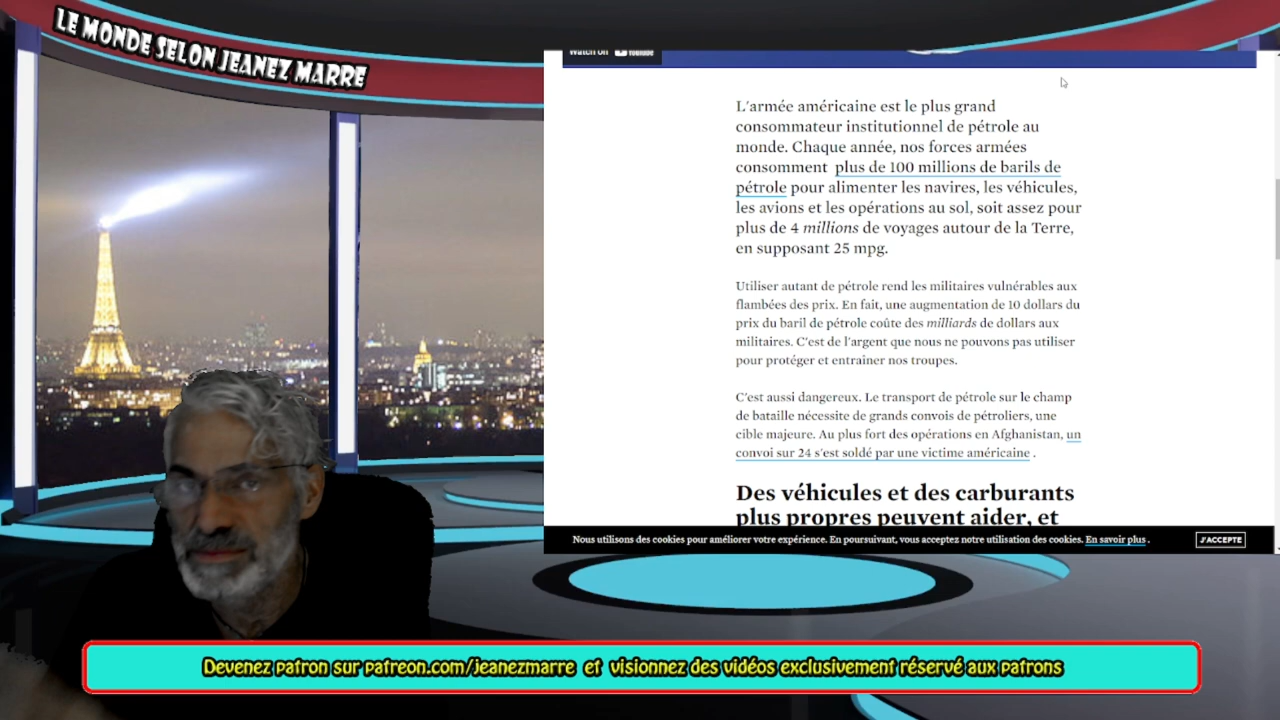 LE MONDE SELON JEANEZ MARRE
Watch on YouTube
L'armée américaine est le plus grand
consommateur institutionnel de pétrole au
monde. Chaque année, nos forces armées
consomment plus de 100 millions de barils de
pétrole pour alimenter les navires, les véhicules,
les avions et les opérations au sol, soit assez pour
plus de 4 millions de voyages autour de la Terre,
en supposant 25 mpg.
Utiliser autant de pétrole rend les militaires vulnérables aux
flambées des prix. En fait, une augmentation de 10 dollars du
prix du baril de pétrole coûte des milliards de dollars aux
militaires. C'est de l'argent que nous ne pouvons pas utiliser
pour protéger et entraîner nos troupes.
C'est aussi dangereux. Le transport de pétrole sur le champ
de bataille nécessite de grands convois de pétroliers, une
cible majeure. Au plus fort des opérations en Afghanistan, un
convoi sur 24 s'est soldé par une victime américaine .
Des véhicules et des carburants
plus propres peuvent aider, et
Nous utilisons des cookies pour améliorer votre expérience. En poursuivant, vous acceptez notre utilisation des cookies. En savoir plus .
J'ACCEPTE
Devenez patron sur patreon.com/jeanezmarre et visionnez des vidéos exclusivement réservé aux patrons